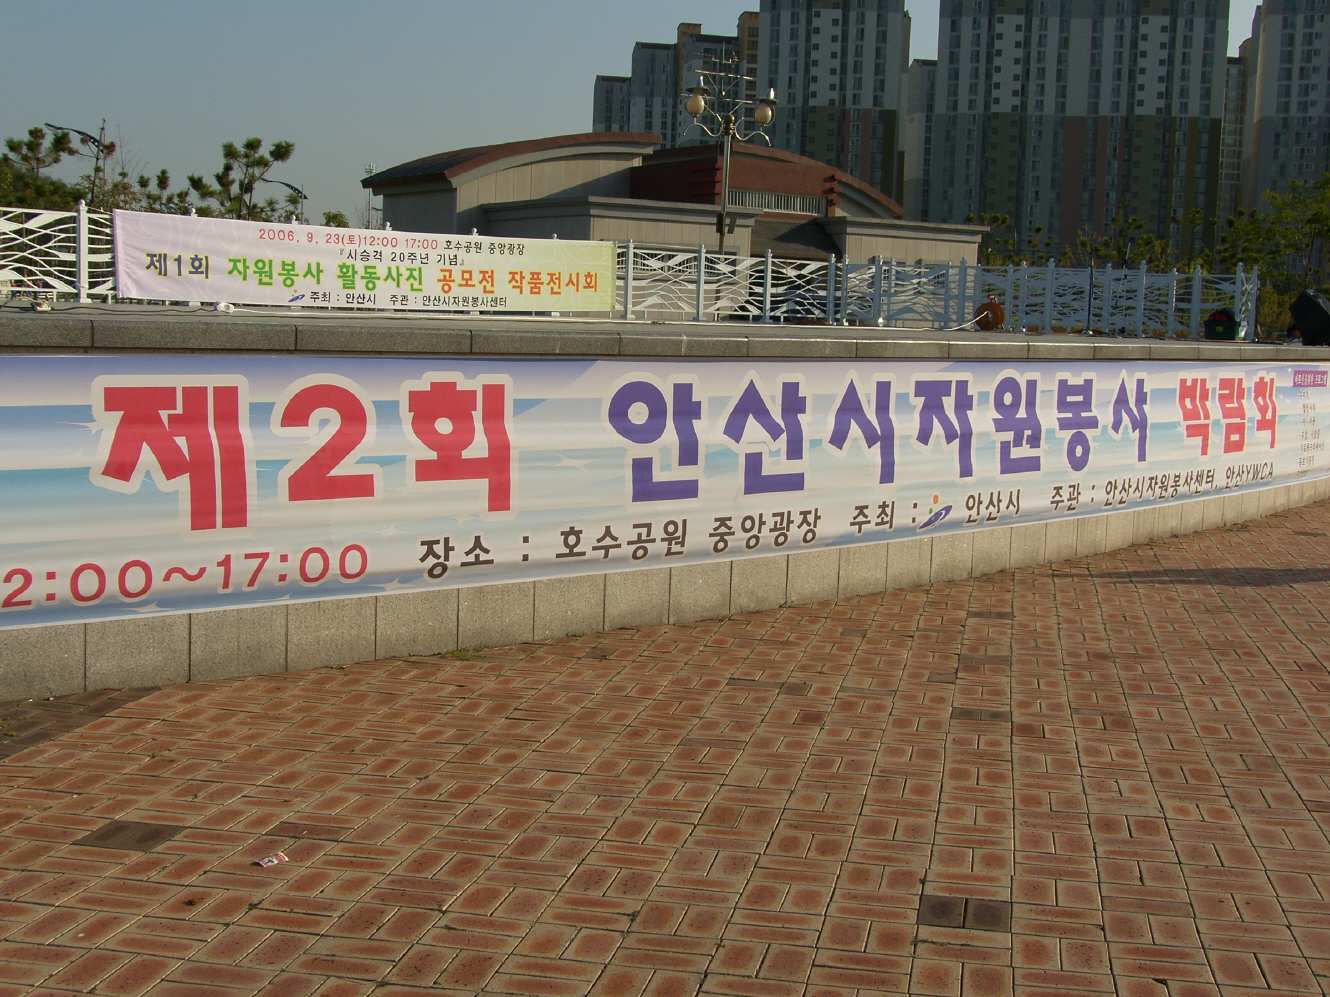 2006. 9. 23(토)12:00 17:00 호수공원 중앙광장
『시승격 20주년 기념』
제1회 자원봉사 활동사진 공모전 작품전시회
주최 : 안산시 주관 : 안산시자원봉사센터
제2회 안산시자원봉사 박람회
2:00~17:00 장소 : 호수공원 중앙광장 주최 : 안산시 주관 : 안산시자원봉사센터, 안산YWCA